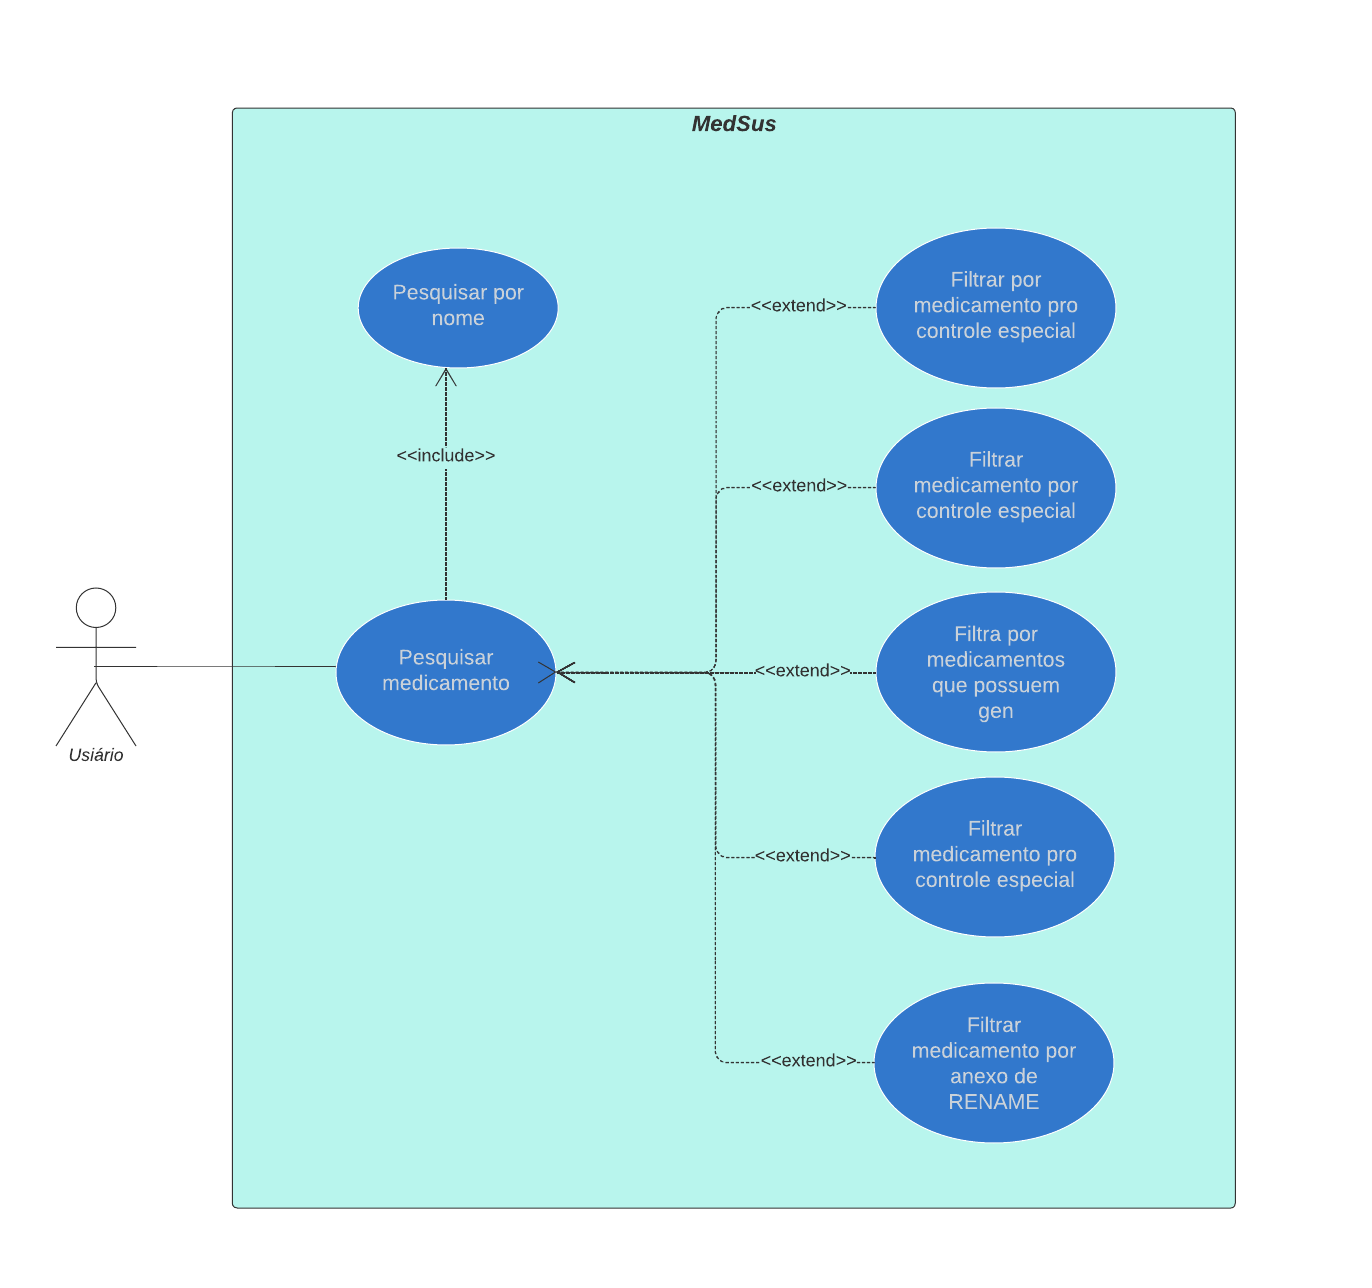 MedSus
Pesquisar por
nome
<<include>>
Pesquisar
medicamento
Usiário
<<extend>>
Filtrar por
medicamento pro
controle especial
<<extend>>
Filtrar
medicamento por
controle especial
<<extend>>
Filtra por
medicamentos
que possuem
gen
<<extend>>
Filtrar
medicamento pro
controle especial
<<extend>>
Filtrar
medicamento por
anexo de
RENAME